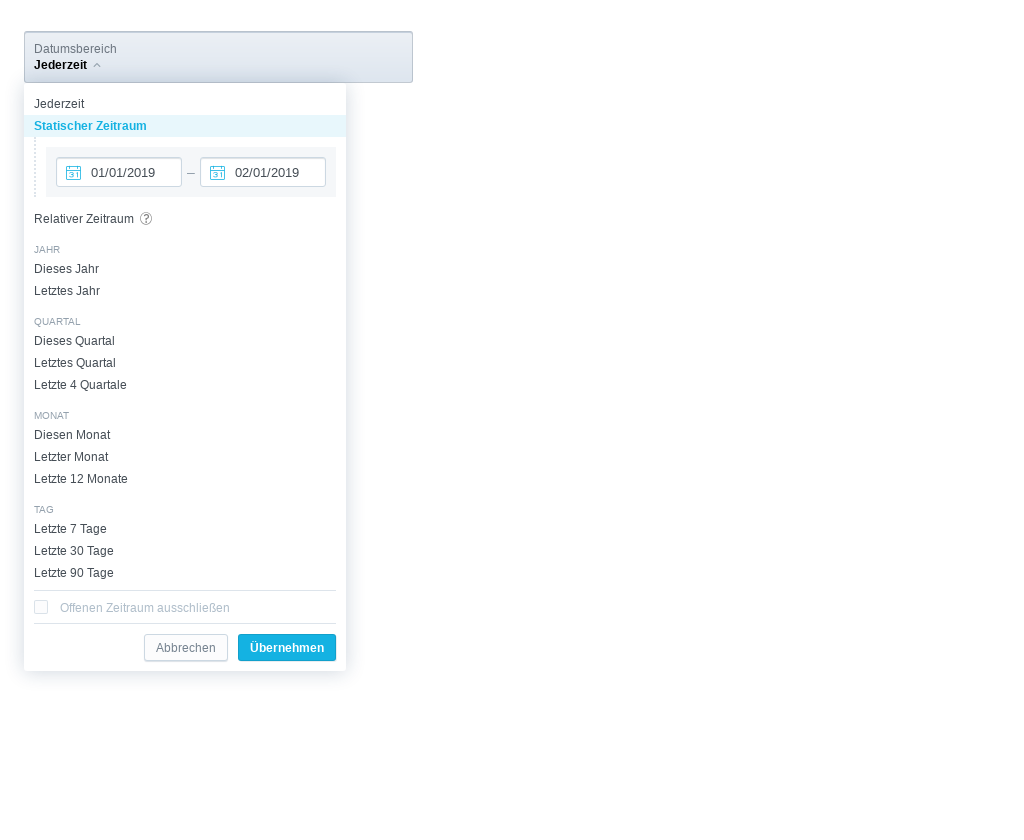 Datumsbereich
Jederzeit
Jederzeit
Statischer Zeitraum
31 01/01/2019 – 31 02/01/2019
Relativer Zeitraum ?
JAHR
Dieses Jahr
Letztes Jahr
QUARTAL
Dieses Quartal
Letztes Quartal
Letzte 4 Quartale
MONAT
Diesen Monat
Letzter Monat
Letzte 12 Monate
TAG
Letzte 7 Tage
Letzte 30 Tage
Letzte 90 Tage
Offenen Zeitraum ausschließen
Abbrechen Übernehmen